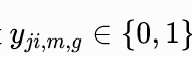 y_{ji,m,g} ∈ {0, 1}